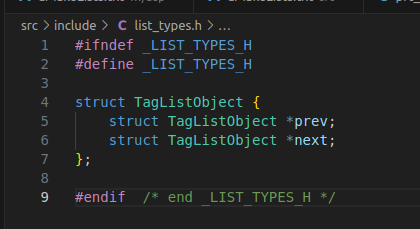 src > include > C list_types.h > ...
1 #ifndef _LIST_TYPES_H
2 #define _LIST_TYPES_H
3
4 struct TagListObject {
5     struct TagListObject *prev;
6     struct TagListObject *next;
7 };
8
9 #endif  /* end _LIST_TYPES_H */